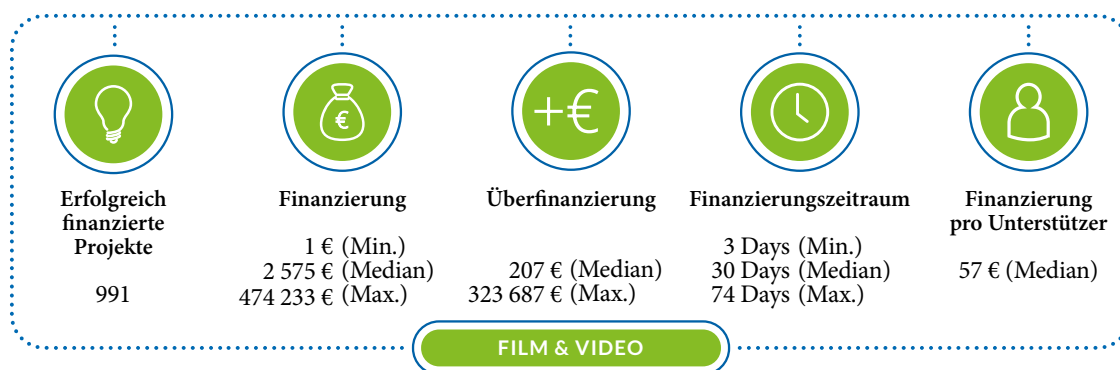 €
+€
Erfolgreich
finanzierte
Projekte
991
Finanzierung
1 € (Min.)
2 575 € (Median)
474 233 € (Max.)
Überfinanzierung
207 € (Median)
323 687 € (Max.)
Finanzierungszeitraum
3 Days (Min.)
30 Days (Median)
74 Days (Max.)
Finanzierung
pro Unterstützer
57 € (Median)
FILM & VIDEO